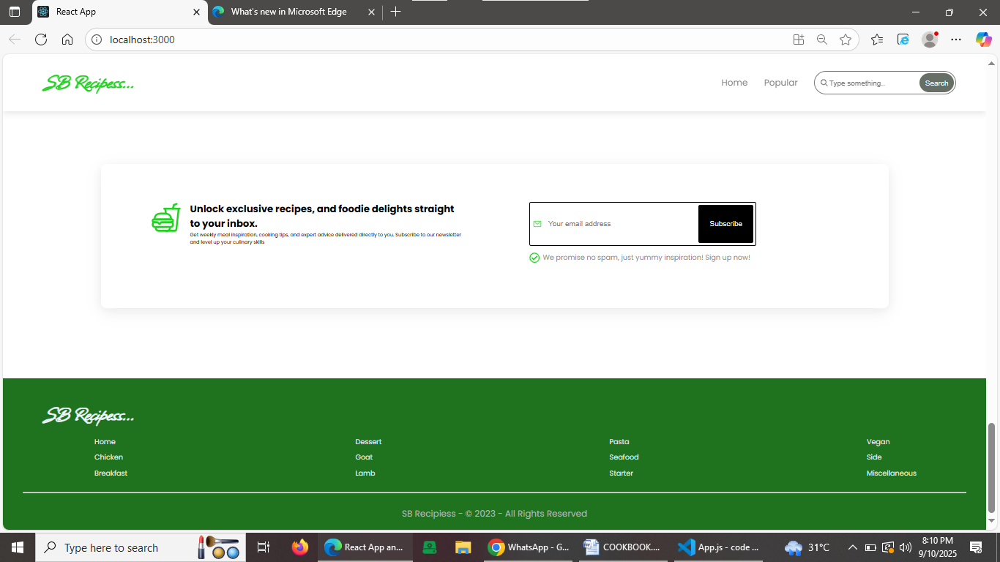 React App
What's new in Microsoft Edge
localhost:3000
SB Recipess...
Home
Popular
Type something..
Search
Unlock exclusive recipes, and foodie delights straight
to your inbox.
Get weekly meal inspiration, cooking tips, and expert advice delivered directly to you. Subscribe to our newsletter
and level up your culinary skills
Your email address
Subscribe
We promise no spam, just yummy inspiration! Sign up now!
SB Recipess...
Home
Dessert
Pasta
Vegan
Chicken
Goat
Seafood
Side
Breakfast
Lamb
Starter
Miscellaneous
SB Recipiess - © 2023 - All Rights Reserved
Type here to search
React App an...
WhatsApp - G...
COOKBOOK....
App.js - code ...
31°C
8:10 PM
9/10/2025